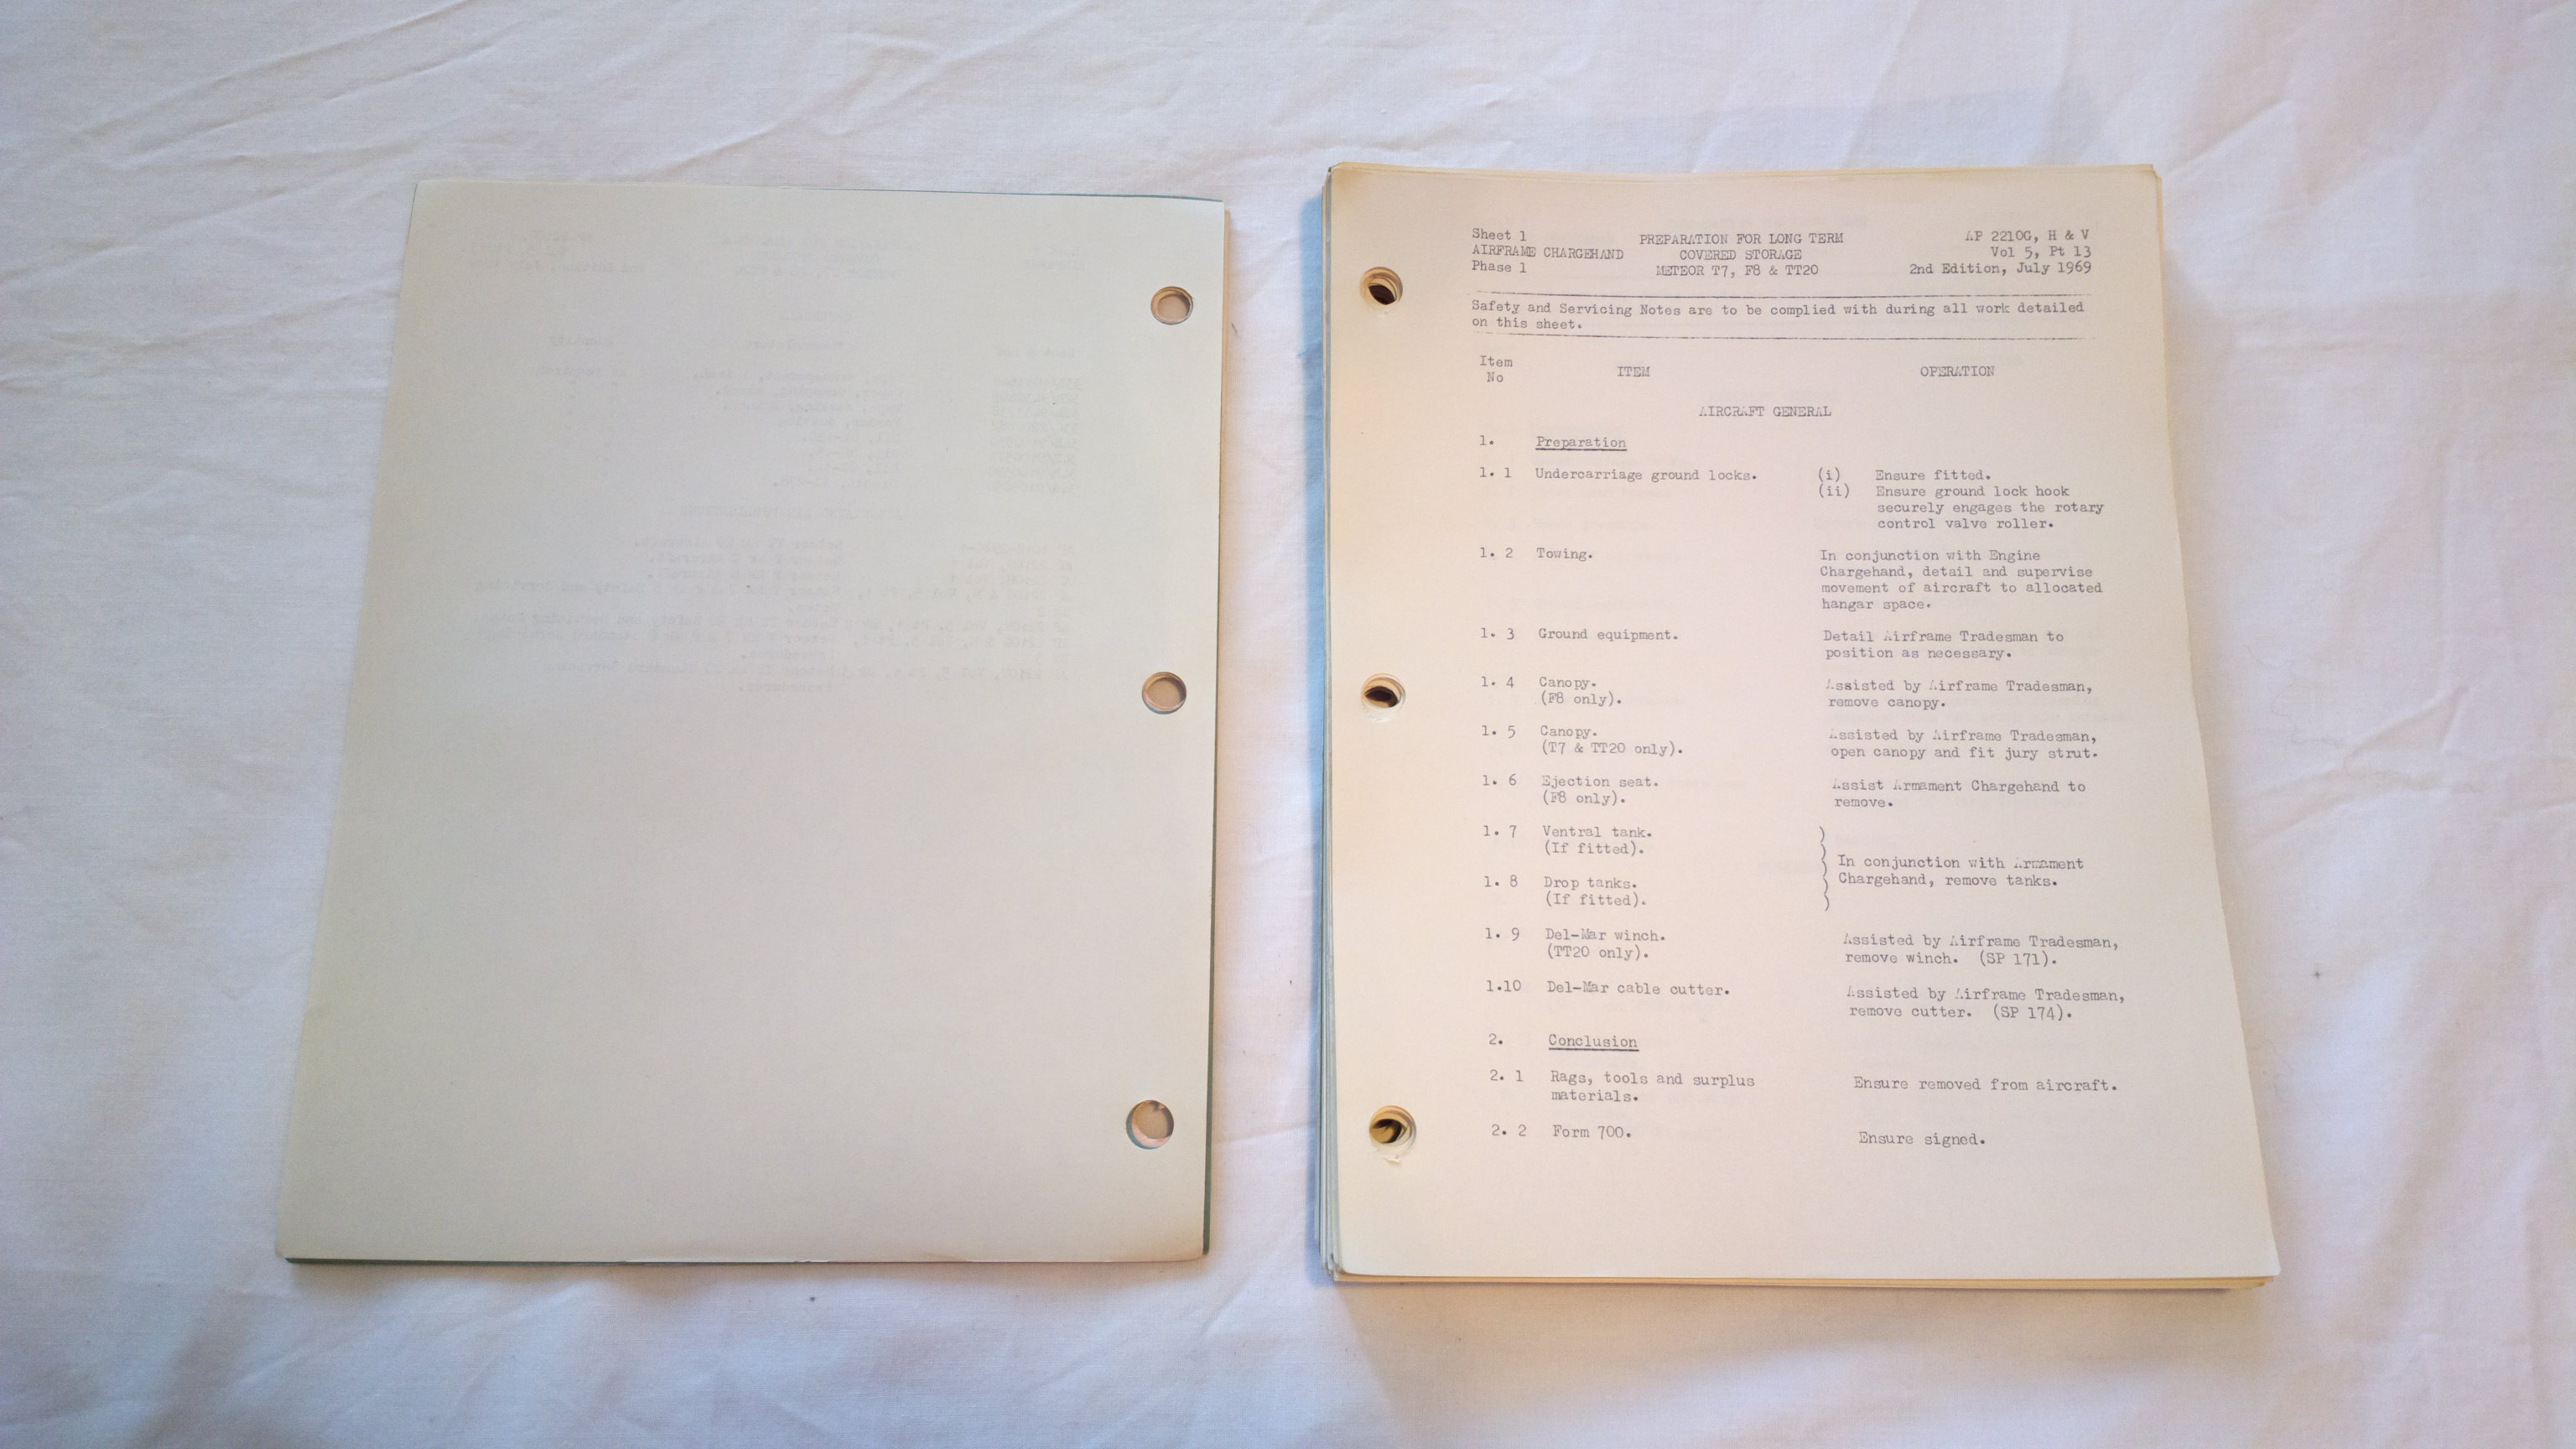 Sheet 1 PREPARATION FOR LONG TERM AP 2210G, H & V
AIRFRAME CHARGEHAND COVERED STORAGE Vol 5, Pt 13
Phase 1 METEOR T7, F8 & TT20 2nd Edition, July 1969
Safety and Servicing Notes are to be complied with during all work detailed
on this sheet.
Item
No ITEM OPERATION
AIRCRAFT GENERAL
1. Preparation
1. 1 Undercarriage ground locks. (i) Ensure fitted.
(ii) Ensure ground lock hook
securely engages the rotary
control valve roller.
1. 2 Towing. In conjunction with Engine
Chargehand, detail and supervise
movement of aircraft to allocated
hangar space.
1. 3 Ground equipment. Detail Airframe Tradesman to
position as necessary.
1. 4 Canopy. Assisted by Airframe Tradesman,
(F8 only). remove canopy.
1. 5 Canopy. Assisted by Airframe Tradesman,
(T7 & TT20 only). open canopy and fit jury strut.
1. 6 Ejection seat. Assist Armament Chargehand to
(F8 only). remove.
1. 7 Ventral tank.
(If fitted).
In conjunction with Armament
Chargehand, remove tanks.
1. 8 Drop tanks.
(If fitted).
1. 9 Del-Mar winch. Assisted by Airframe Tradesman,
(TT20 only). remove winch. (SP 171).
1.10 Del-Mar cable cutter. Assisted by Airframe Tradesman,
remove cutter. (SP 174).
2. Conclusion
2. 1 Rags, tools and surplus Ensure removed from aircraft.
materials.
2. 2 Form 700. Ensure signed.